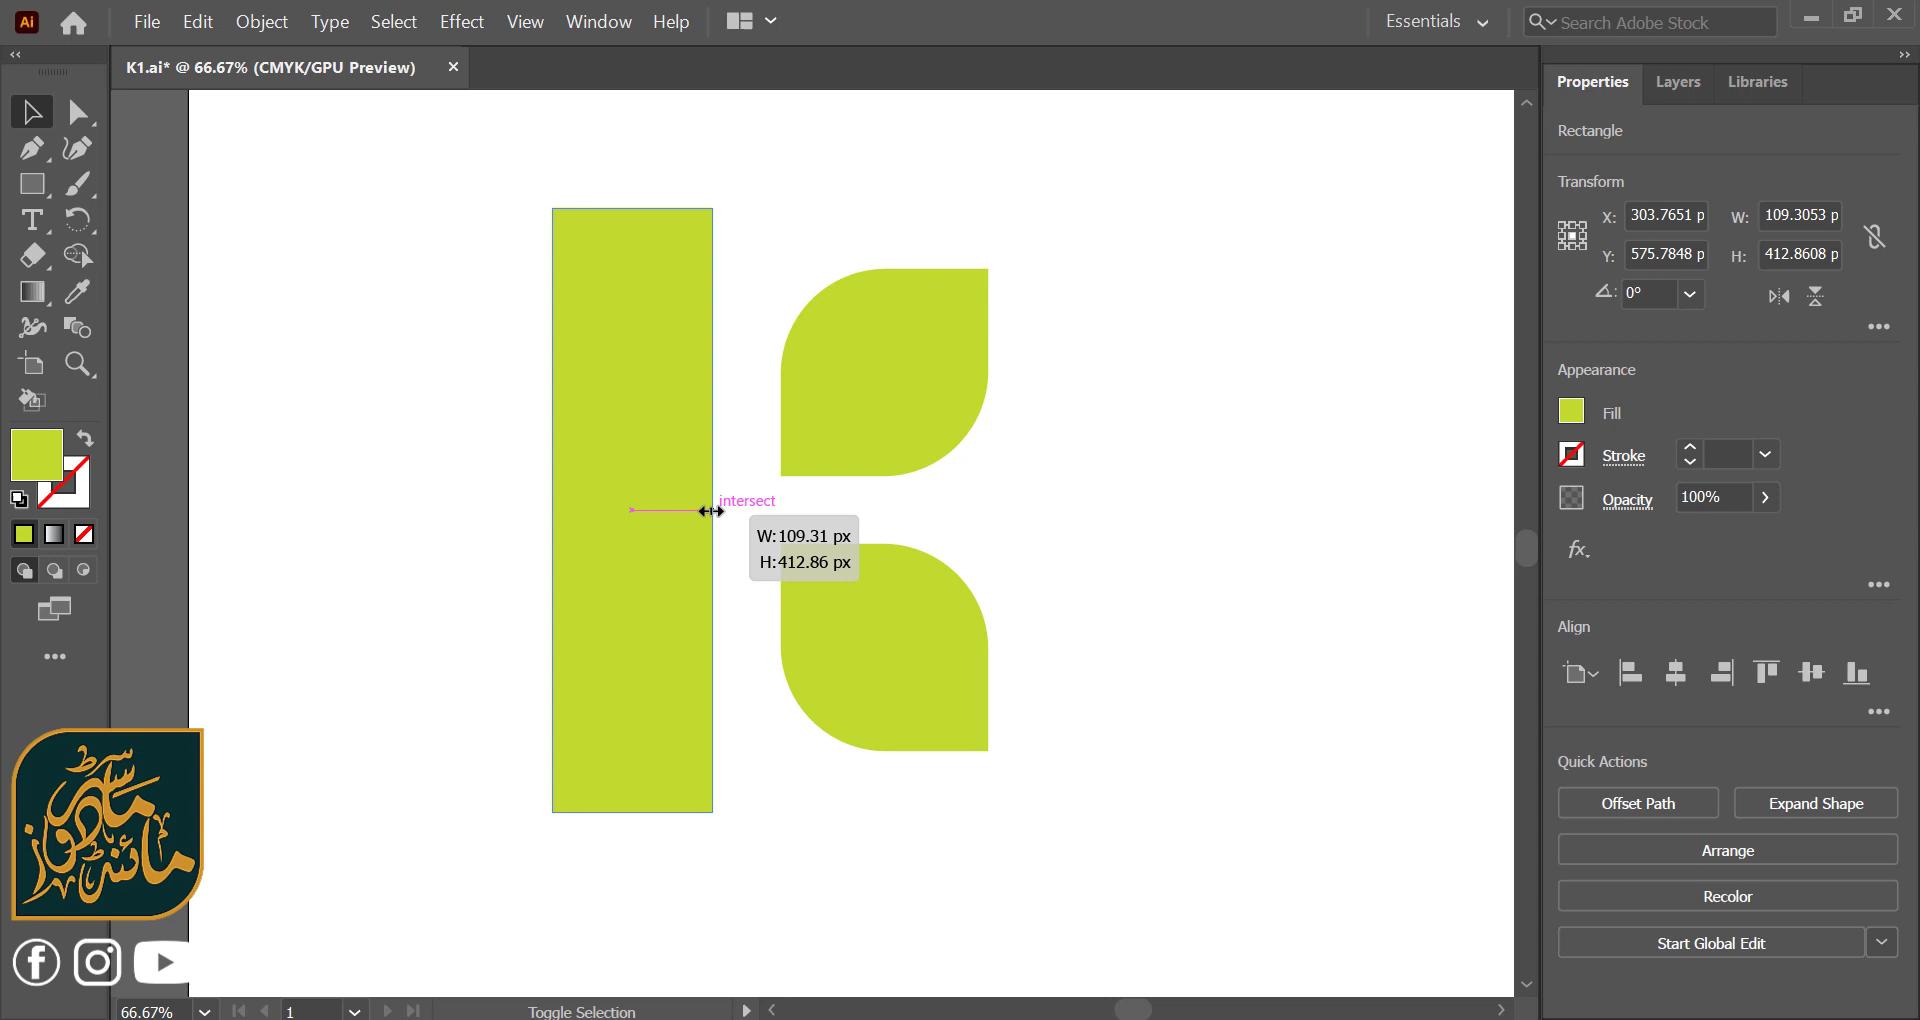 Ai File Edit Object Type Select Effect View Window Help Essentials Search Adobe Stock
K1.ai* @ 66.67% (CMYK/GPU Preview)
Properties Layers Libraries
Rectangle
Transform
X: 303.7651 p W: 109.3053 p
Y: 575.7848 p H: 412.8608 p
0°
Appearance
Fill
Stroke
Opacity 100%
fx.
intersect
W:109.31 px
H:412.86 px
Align
Quick Actions
Offset Path Expand Shape
Arrange
Recolor
Start Global Edit
ماسٹر
مائنڈ
66.67% 1 Toggle Selection